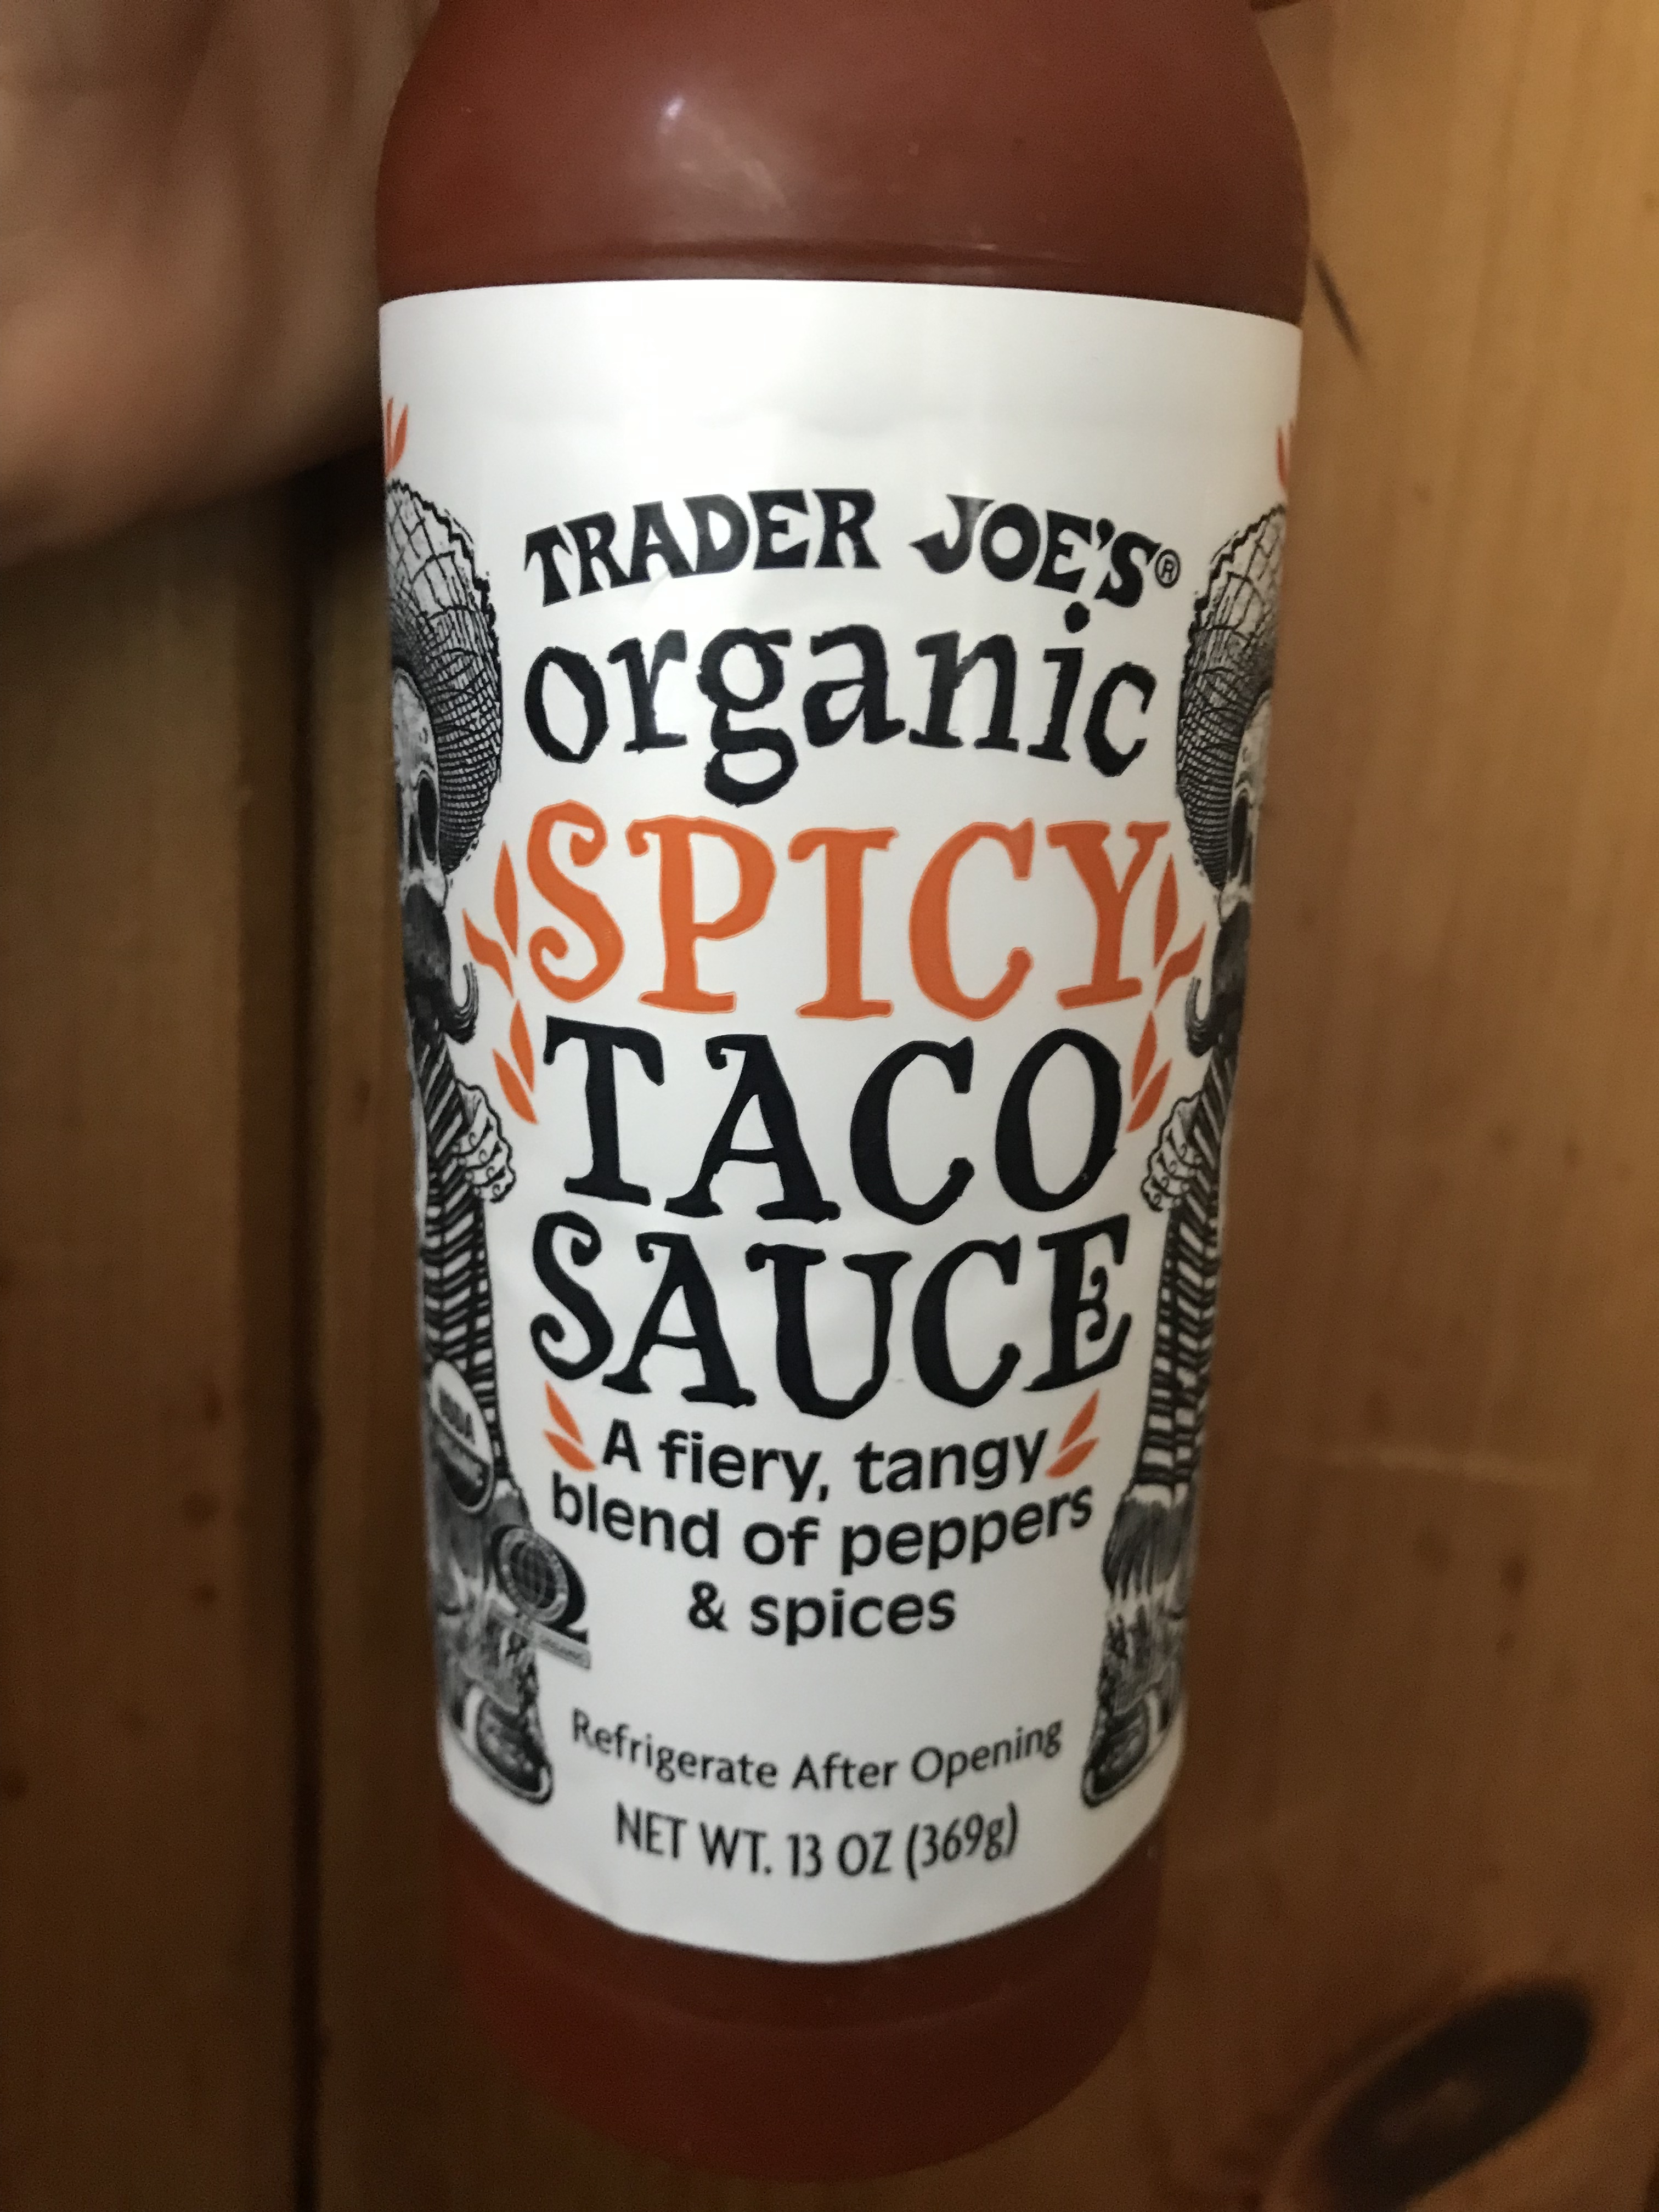 TRADER JOE'S®
organic
SPICY
TACO
SAUCE
A fiery, tangy
blend of peppers
& spices
USDA
Refrigerate After Opening
NET WT. 13 OZ (369g)